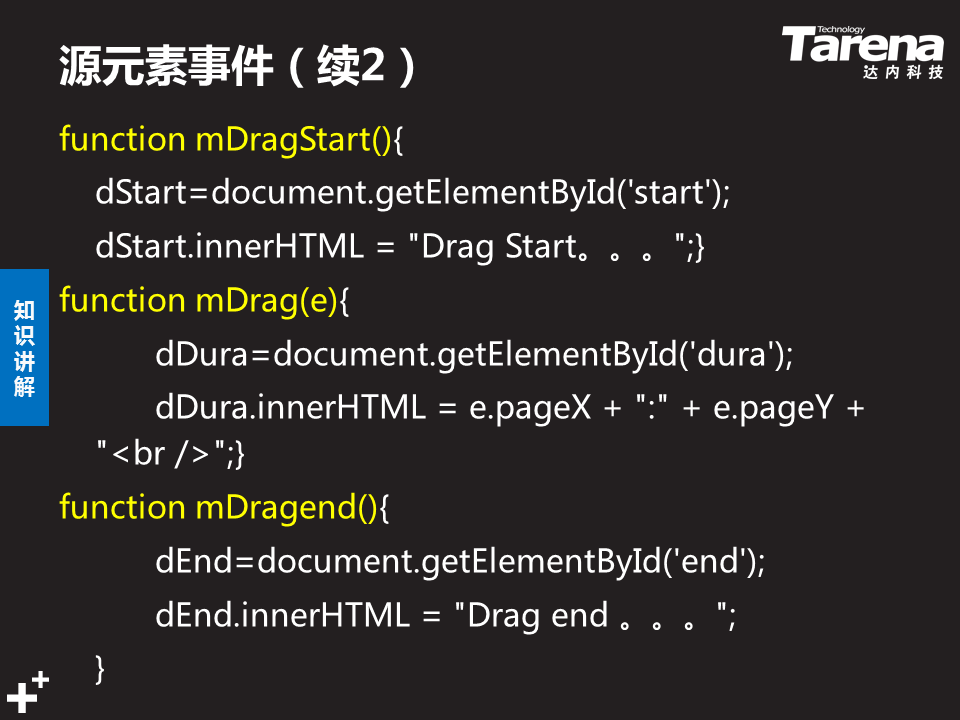 源元素事件（续2）
Technology
Tarena
达内科技
function mDragStart(){
dStart=document.getElementById('start');
dStart.innerHTML = "Drag Start。。。";}
function mDrag(e){
dDura=document.getElementById('dura');
dDura.innerHTML = e.pageX + ":" + e.pageY +
"<br />";}
function mDragend(){
dEnd=document.getElementById('end');
dEnd.innerHTML = "Drag end 。。。";
}
知
识
讲
解